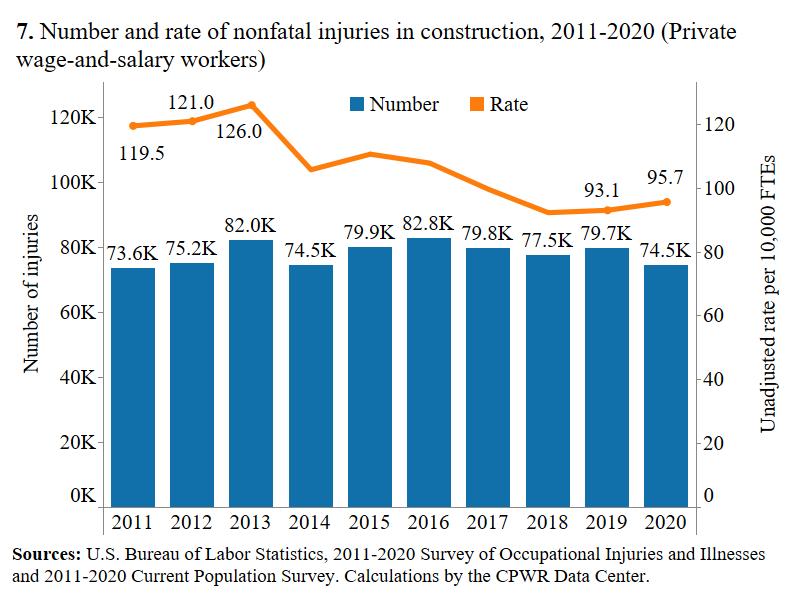 7. Number and rate of nonfatal injuries in construction, 2011-2020 (Private
wage-and-salary workers)
Number Rate
120K
100K
80K
60K
40K
20K
0K
Number of injuries
119.5
121.0
126.0
93.1
95.7
73.6K 75.2K 82.0K 74.5K 79.9K 82.8K 79.8K 77.5K 79.7K 74.5K
120
100
80
60
40
20
0
Unadjusted rate per 10,000 FTEs
2011 2012 2013 2014 2015 2016 2017 2018 2019 2020
Sources: U.S. Bureau of Labor Statistics, 2011-2020 Survey of Occupational Injuries and Illnesses
and 2011-2020 Current Population Survey. Calculations by the CPWR Data Center.